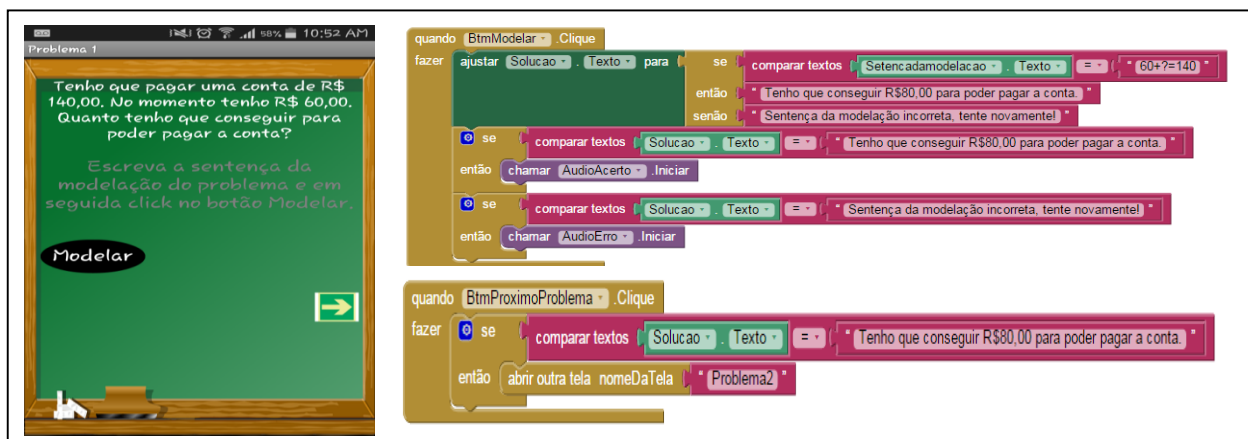 58% 10:52 AM
Problema 1
Tenho que pagar uma conta de R$
140,00. No momento tenho R$ 60,00.
Quanto tenho que conseguir para
poder pagar a conta?
Escreva a sentença da
modelação do problema e em
seguida click no botão Modelar.
Modelar
quando BtmModelar .Clique
fazer ajustar Solucao . Texto para se comparar textos Setencadamodelacao . Texto = " 60+?=140 "
então " Tenho que conseguir R$80,00 para poder pagar a conta. "
senão " Sentença da modelação incorreta, tente novamente! "
se comparar textos Solucao . Texto = " Tenho que conseguir R$80,00 para poder pagar a conta. "
então chamar AudioAcerto .Iniciar
se comparar textos Solucao . Texto = " Sentença da modelação incorreta, tente novamente! "
então chamar AudioErro .Iniciar
quando BtmProximoProblema .Clique
fazer se comparar textos Solucao . Texto = " Tenho que conseguir R$80,00 para poder pagar a conta. "
então abrir outra tela nomeDaTela " Problema2 "